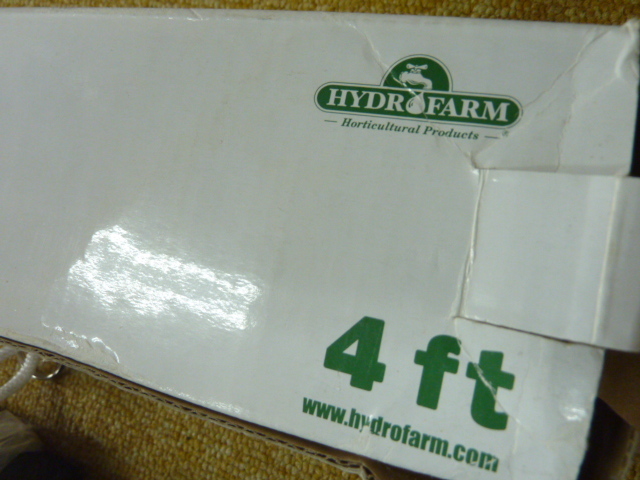 HYDROFARM
Horticultural Products
4 ft
www.hydrofarm.com